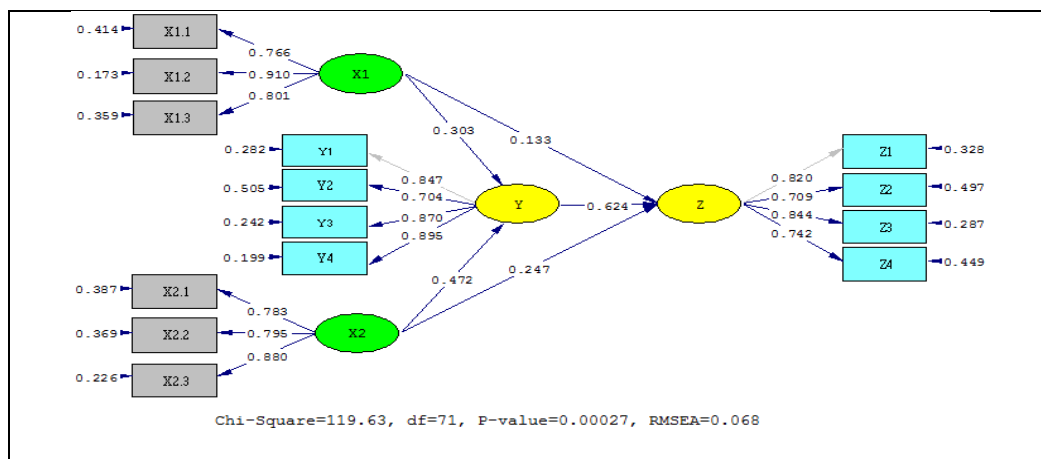 0.414 X1.1 0.766
0.173 X1.2 0.910 X1
0.359 X1.3 0.801
0.303 0.133
0.282 Y1 0.847 0.820 Z1 0.328
0.505 Y2 0.704 0.709 Z2 0.497
Y 0.624 Z
0.242 Y3 0.870 0.844 Z3 0.287
0.199 Y4 0.895 0.742 Z4 0.449
0.472 0.247
0.387 X2.1 0.783
0.369 X2.2 0.795 X2
0.226 X2.3 0.880
Chi-Square=119.63, df=71, P-value=0.00027, RMSEA=0.068